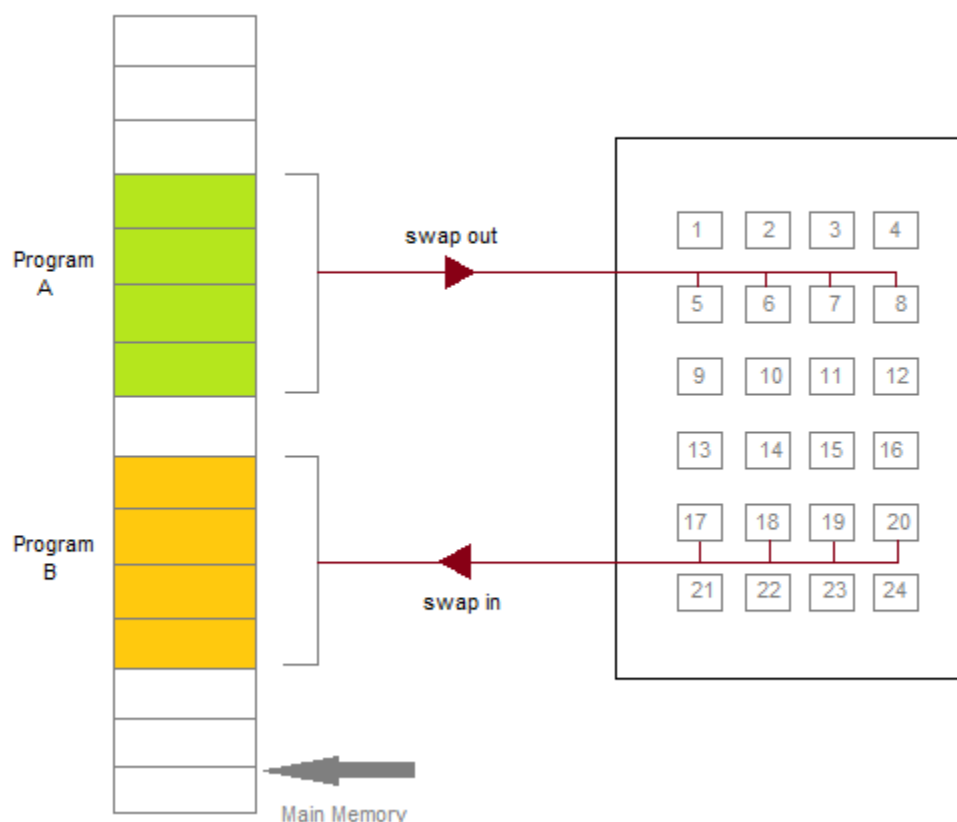 swap out
Program
A
1 2 3 4
5 6 7 8
9 10 11 12
13 14 15 16
17 18 19 20
Program
B
swap in
21 22 23 24
Main Memory